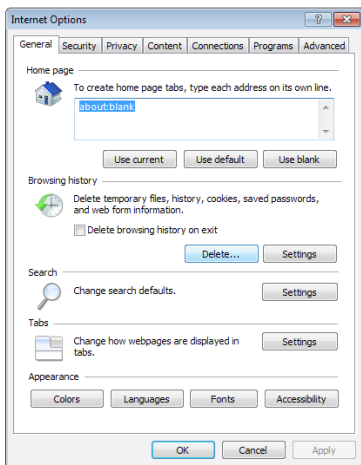 Internet Options
General Security Privacy Content Connections Programs Advanced
Home page
To create home page tabs, type each address on its own line.
about:blank
Use current Use default Use blank
Browsing history
Delete temporary files, history, cookies, saved passwords,
and web form information.
Delete browsing history on exit
Delete... Settings
Search
Change search defaults.
Settings
Tabs
Change how webpages are displayed in
tabs.
Settings
Appearance
Colors Languages Fonts Accessibility
OK Cancel Apply